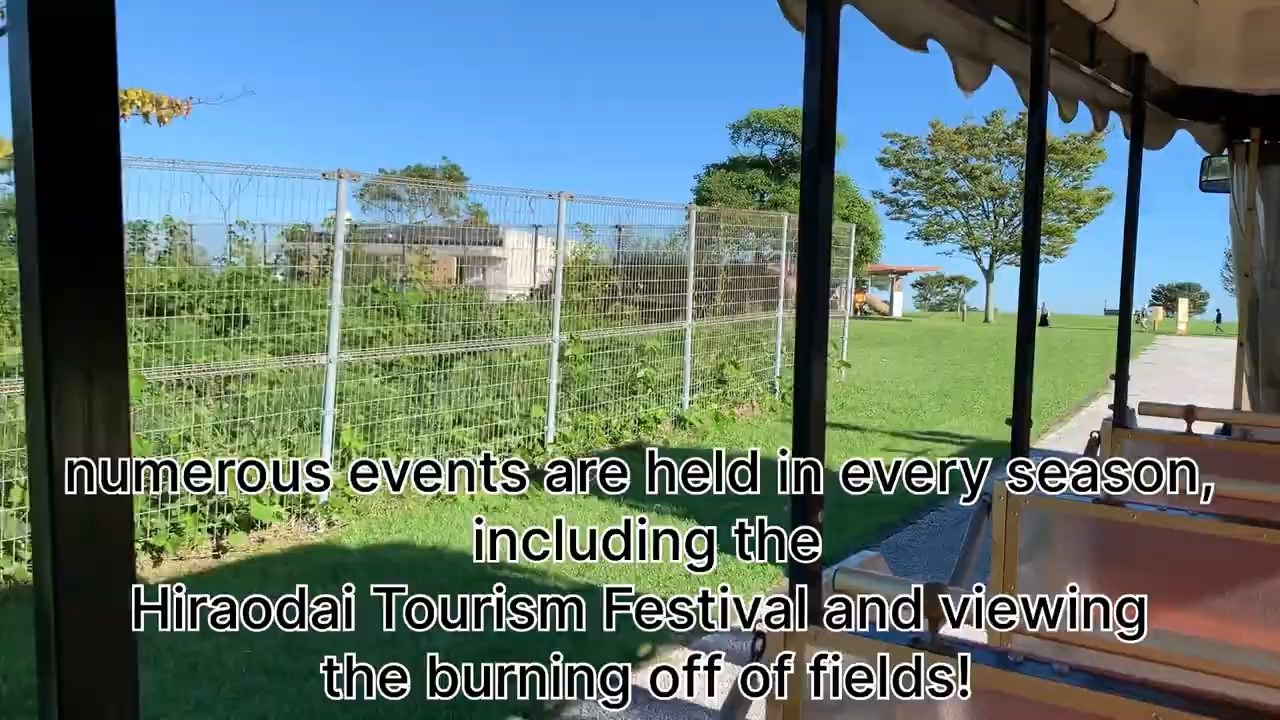 numerous events are held in every season,
including the
Hiraodai Tourism Festival and viewing
the burning off of fields!